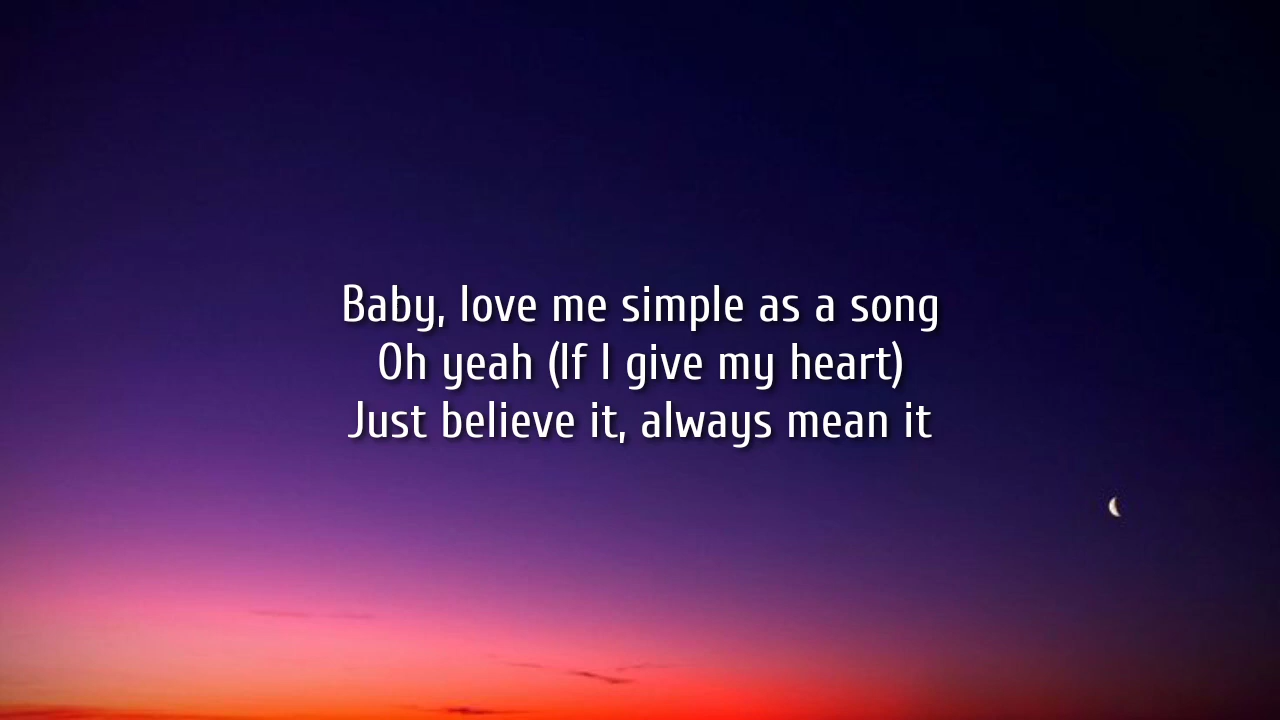 Baby, love me simple as a song
Oh yeah (If I give my heart)
Just believe it, always mean it